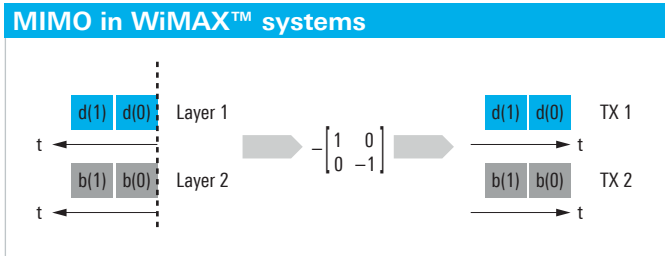 MIMO in WiMAX™ systems
d(1) d(0) Layer 1
t
b(1) b(0) Layer 2
t
–[1 0
0 –1]
d(1) d(0) TX 1
t
b(1) b(0) TX 2
t